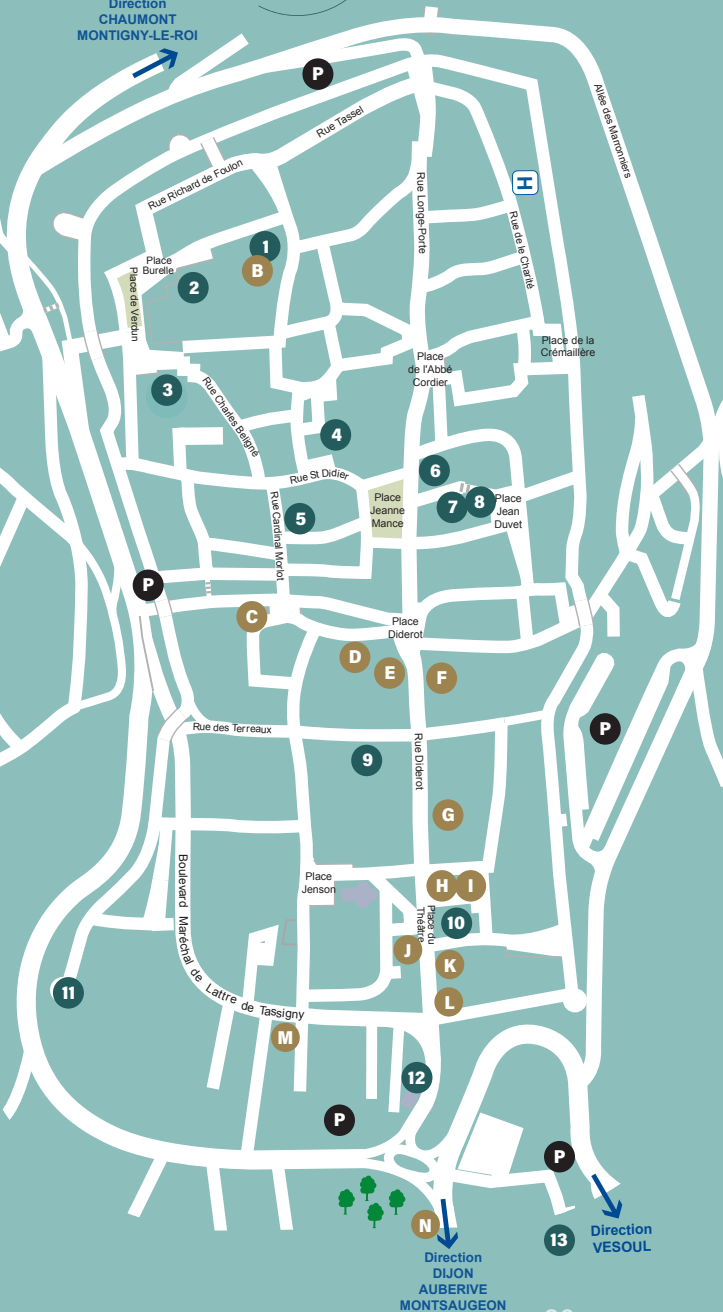 Direction
CHAUMONT
MONTIGNY-LE-ROI
P
Rue Tassel
Allée des Marronniers
Rue Richard de Foulon
H
Rue Longe-Porte
Rue de le Charité
1
B
Place
Burelle
2
Place de Verdun
Place de la
Crémaillère
Place
de l'Abbé
Cordier
3
Rue Charles Beligné
4
6
Rue St Didier
Place
Jeanne
Mance
7
8
Place
Jean
Duvet
5
Rue Cardinal Morlot
P
C
Place
Diderot
D
E
F
P
Rue des Terreaux
Rue Diderot
9
G
Boulevard Maréchal de Lattre de Tassigny
Place
Jenson
H
I
Place du
Théâtre
10
J
K
11
L
M
12
P
P
N
13
Direction
VESOUL
Direction
DIJON
AUBERIVE
MONTSAUGEON